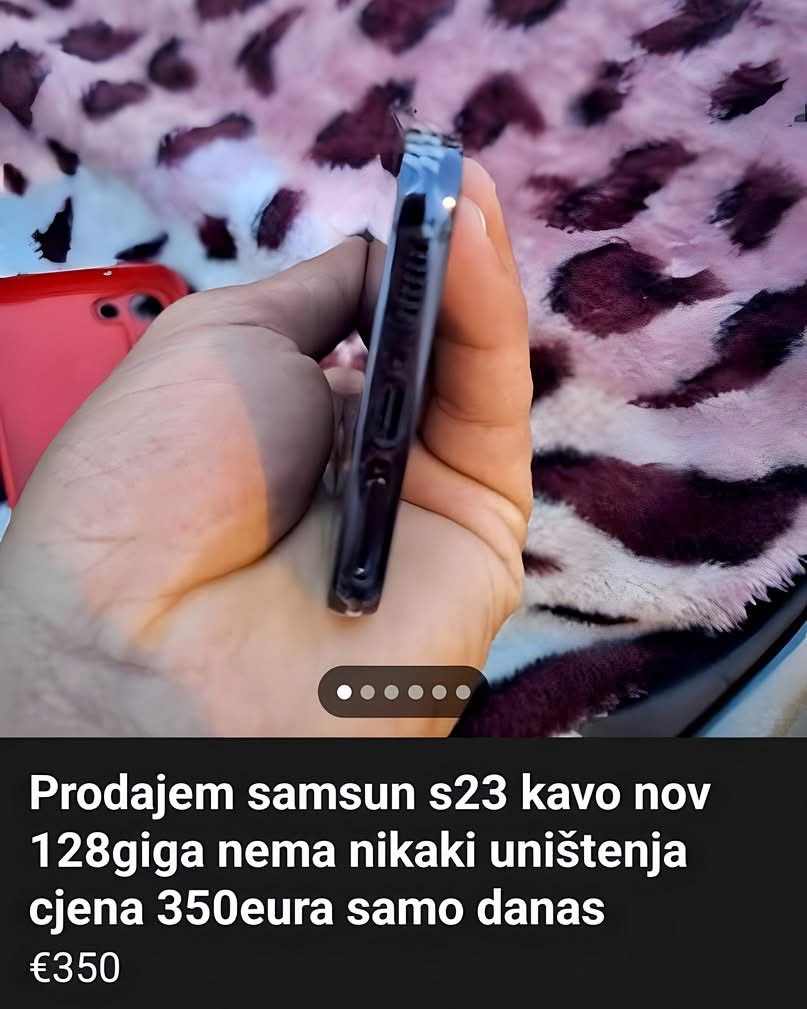 Prodajem samsun s23 kavo nov
128giga nema nikaki uništenja
cjena 350eura samo danas
€350